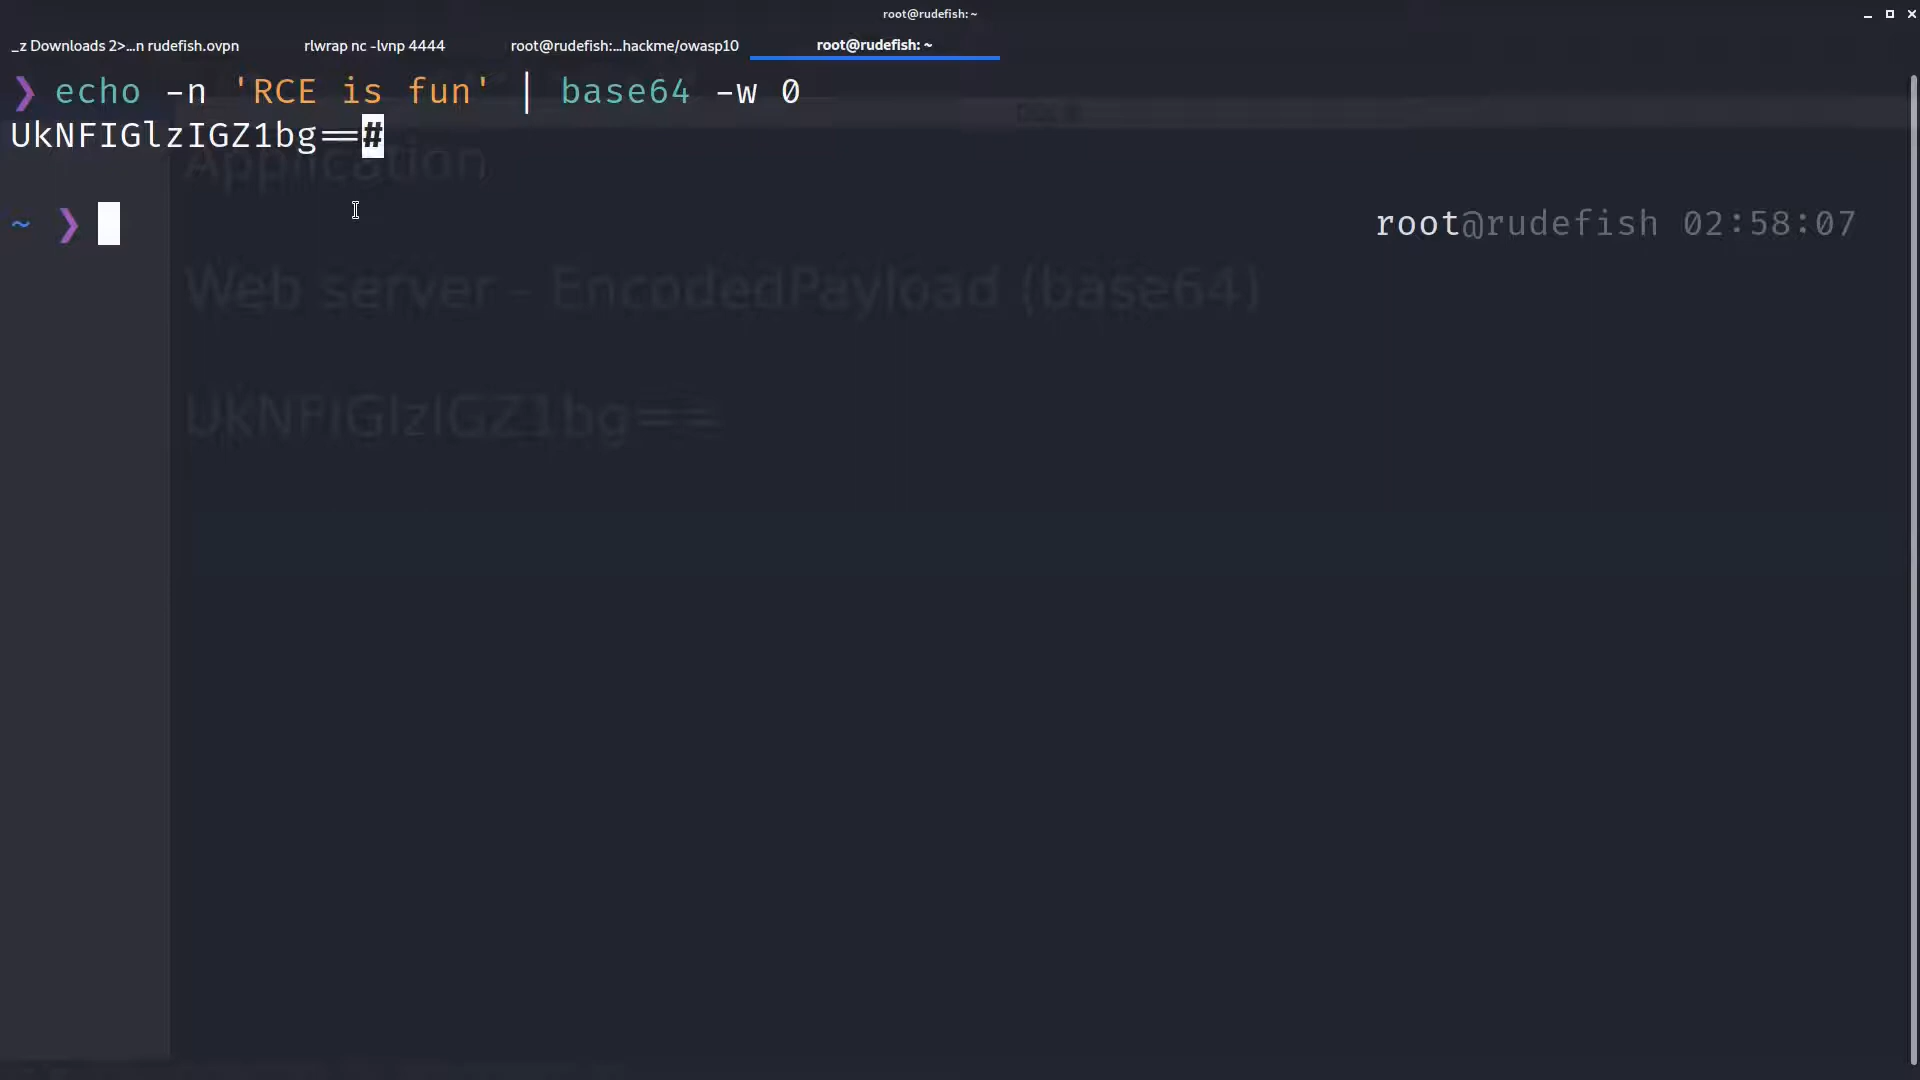 root@rudefish: ~
_z Downloads 2>...n rudefish.ovpn
rlwrap nc -lvnp 4444
root@rudefish:...hackme/owasp10
root@rudefish: ~
❯ echo -n 'RCE is fun' | base64 -w 0
UkNFIGlzIGZ1bg==#
Application
~ ❯
root@rudefish 02:58:07
Web server - EncodedPayload (base64)
UkNFIGlzIGZ1bg==